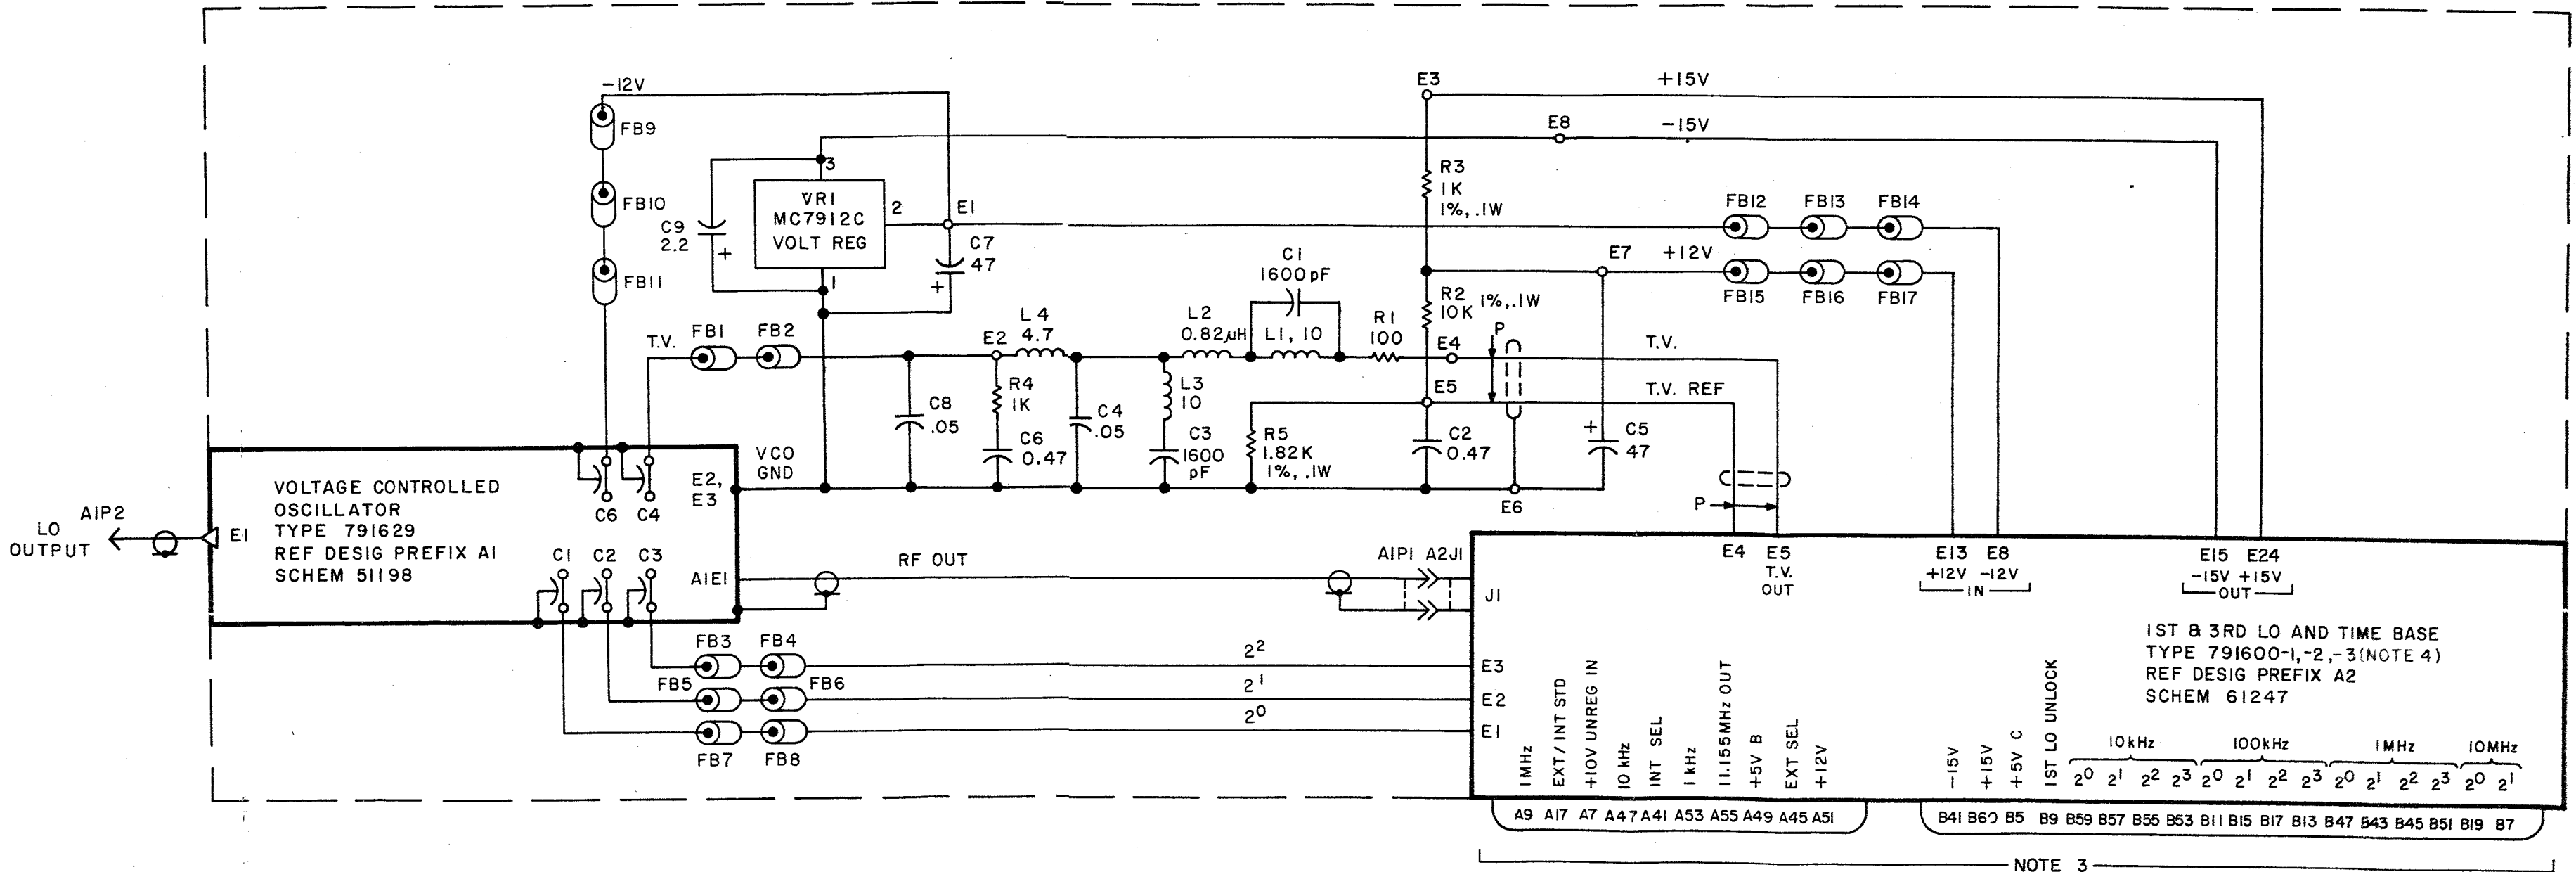 -12V
FB9
FB10
FB11
3
VR1
MC7912C
VOLT REG
2
1
C9
2.2
+
E1
C7
47
+
E3
+15V
E8
-15V
R3
1K
1%, .1W
FB12
FB13
FB14
E7
+12V
FB15
FB16
FB17
C1
1600pF
R2
10K
1%,.1W
L2
0.82µH
L1, 10
R1
100
P
E4
T.V.
T.V.
FB1
FB2
E2
L4
4.7
R4
1K
L3
10
E5
T.V. REF
C8
.05
C6
0.47
C4
.05
C3
1600
pF
R5
1.82K
1%, .1W
C2
0.47
+
C5
47
E6
P
VCO
GND
E2,
E3
VOLTAGE CONTROLLED
OSCILLATOR
TYPE 791629
REF DESIG PREFIX A1
SCHEM 51198
C6
C4
LO
OUTPUT
A1P2
E1
C1
C2
C3
A1E1
RF OUT
A1P1
A2J1
J1
E4
E5
T.V.
OUT
E13
E8
+12V
-12V
IN
E15
E24
-15V
+15V
OUT
FB3
FB4
2²
E3
FB5
FB6
2¹
E2
2⁰
E1
FB7
FB8
1ST & 3RD LO AND TIME BASE
TYPE 791600-1,-2,-3(NOTE 4)
REF DESIG PREFIX A2
SCHEM 61247
1MHz
EXT/INT STD
+10V UNREG IN
10kHz
INT SEL
1kHz
11.155MHz OUT
+5V B
EXT SEL
+12V
-15V
+15V
+5V C
1ST LO UNLOCK
10kHz
100kHz
1MHz
10MHz
2⁰ 2¹ 2² 2³ 2⁰ 2¹ 2² 2³ 2⁰ 2¹ 2² 2³ 2⁰ 2¹
A9 A17 A7 A47 A41 A53 A55 A49 A45 A51
B41 B60 B5 B9 B59 B57 B55 B53 B11 B15 B17 B13 B47 B43 B45 B51 B19 B7
NOTE 3